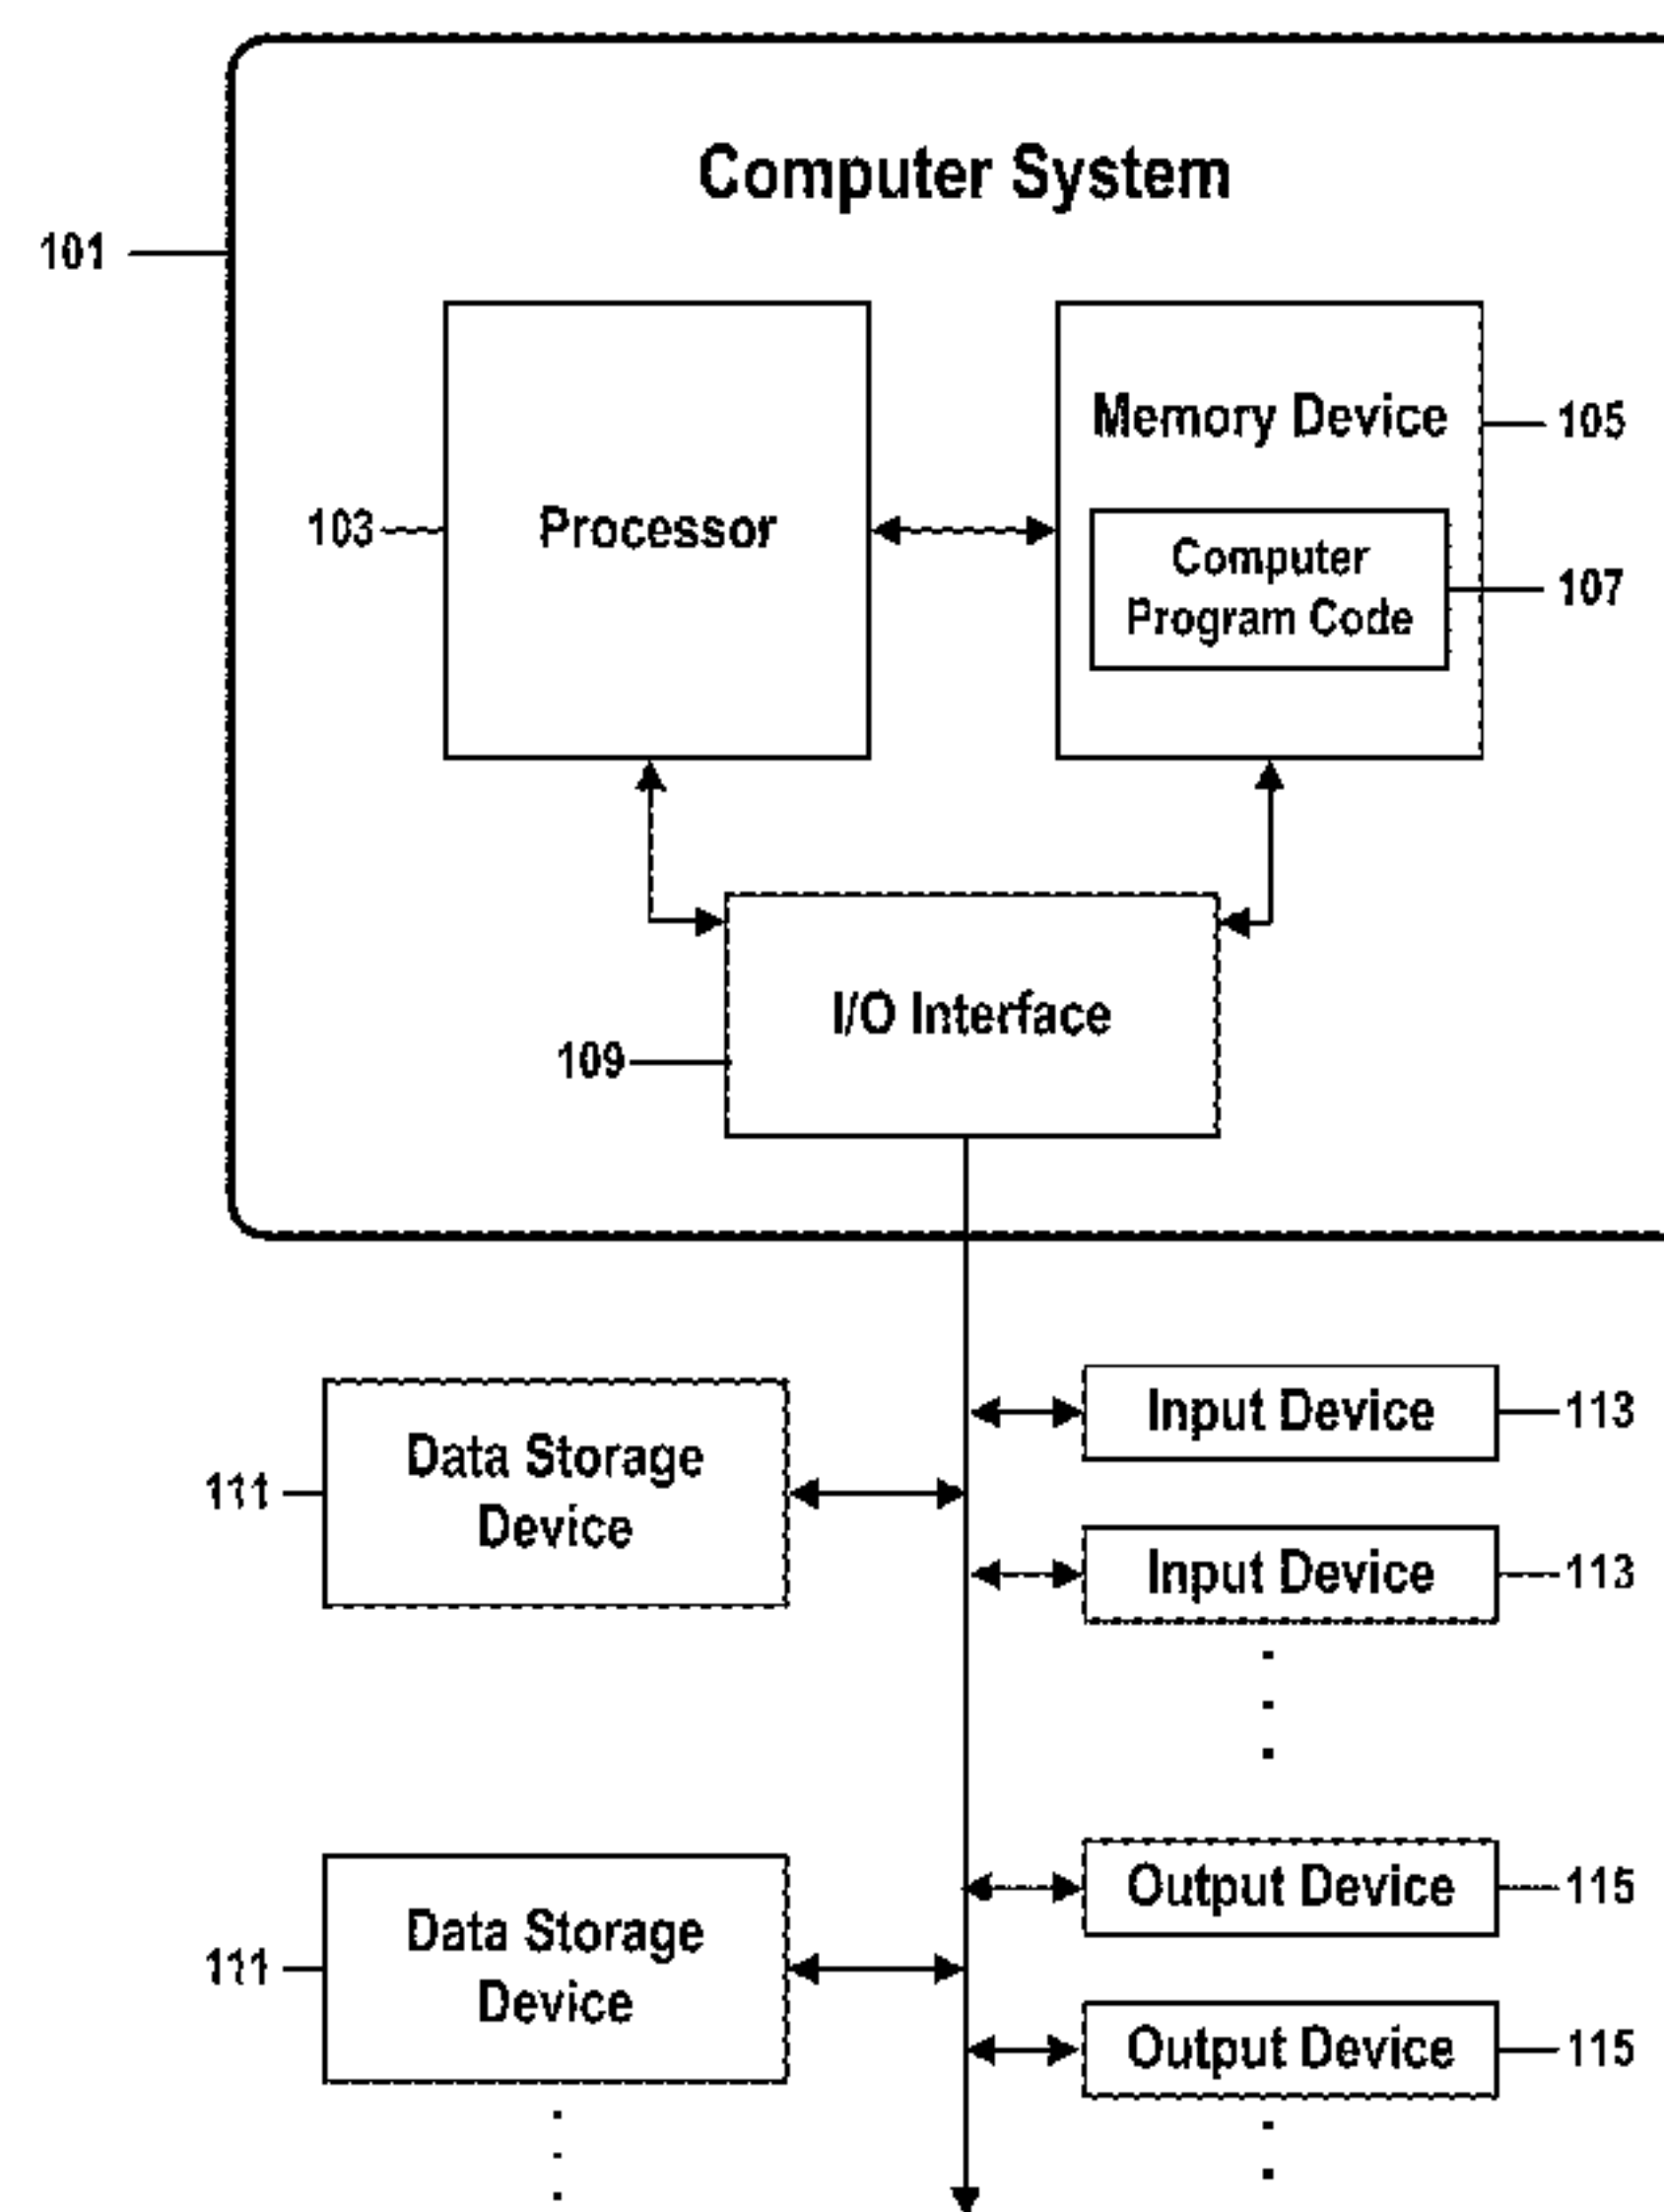 Computer System
101
Memory Device
105
103
Processor
Computer
Program Code
107
I/O Interface
109
Input Device
113
Data Storage
Device
111
Input Device
113
Output Device
115
Data Storage
Device
111
Output Device
115